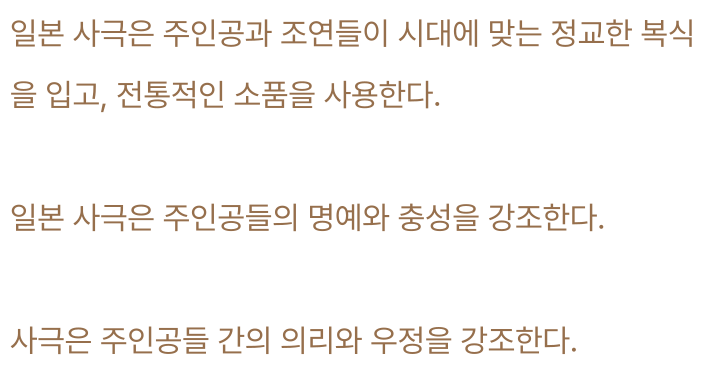 일본 사극은 주인공과 조연들이 시대에 맞는 정교한 복식
을 입고, 전통적인 소품을 사용한다.
일본 사극은 주인공들의 명예와 충성을 강조한다.
사극은 주인공들 간의 의리와 우정을 강조한다.